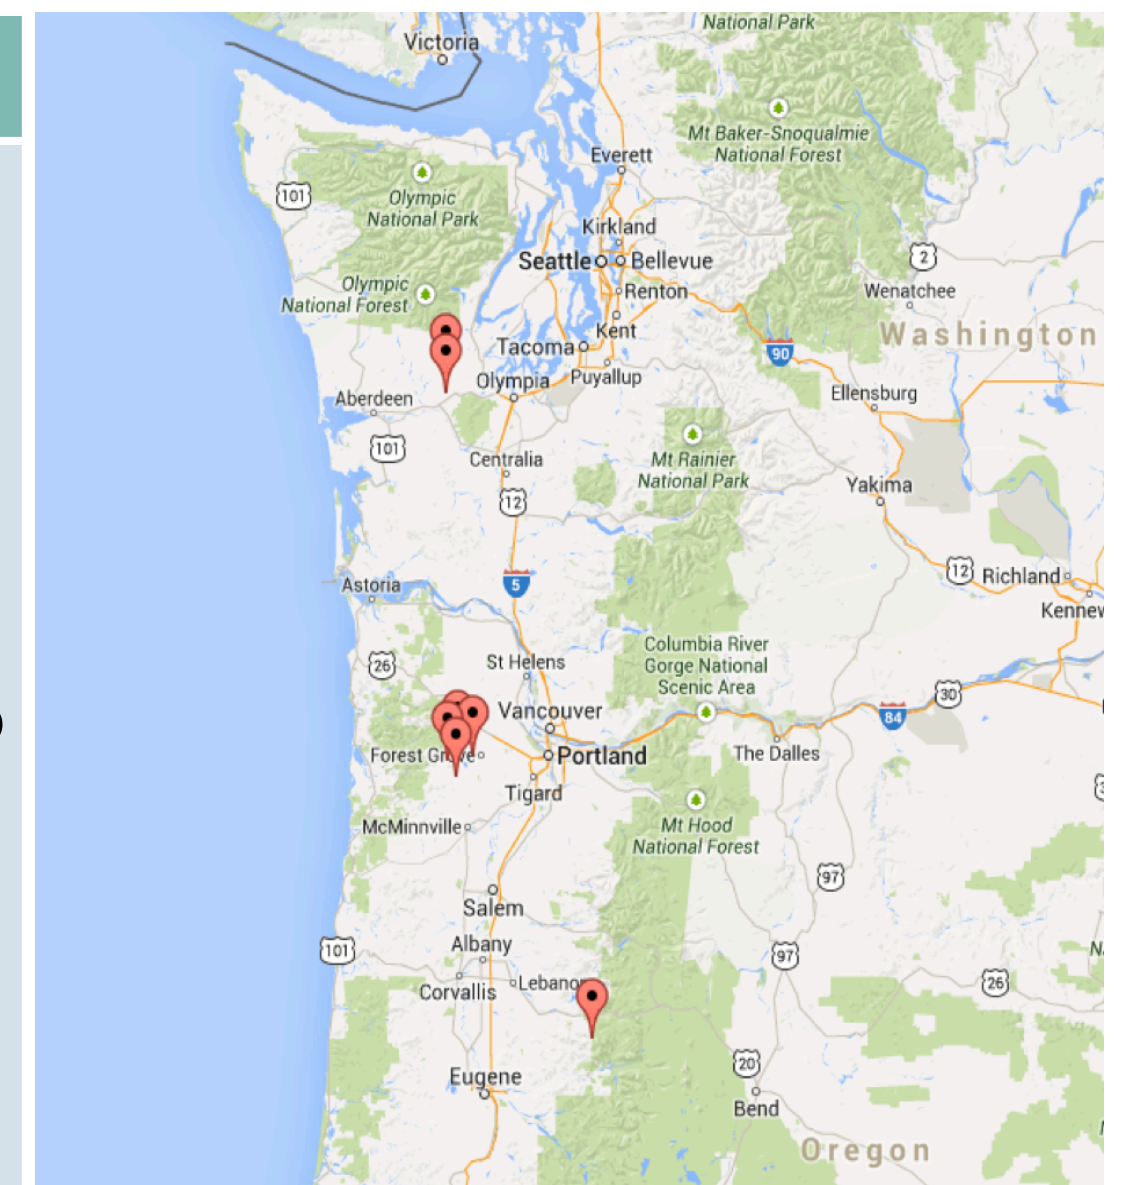 National Park
Victoria
Mt Baker-Snoqualmie
National Forest
Everett
101
Olympic
National Park
Kirkland
Seattle
Bellevue
2
Olympic
National Forest
Renton
Wenatchee
Kent
Washington
Tacoma
90
Puyallup
Olympia
Aberdeen
Ellensburg
101
Centralia
Mt Rainier
National Park
Yakima
12
5
12
Richland
Astoria
Kennew
26
St Helens
Columbia River
Gorge National
Scenic Area
30
Vancouver
84
)
Forest G
Portland
The Dalles
Tigard
McMinnville
Mt Hood
National Forest
97
Salem
Albany
101
97
Corvallis
Lebanon
26
Eugene
20
Bend
Oregon